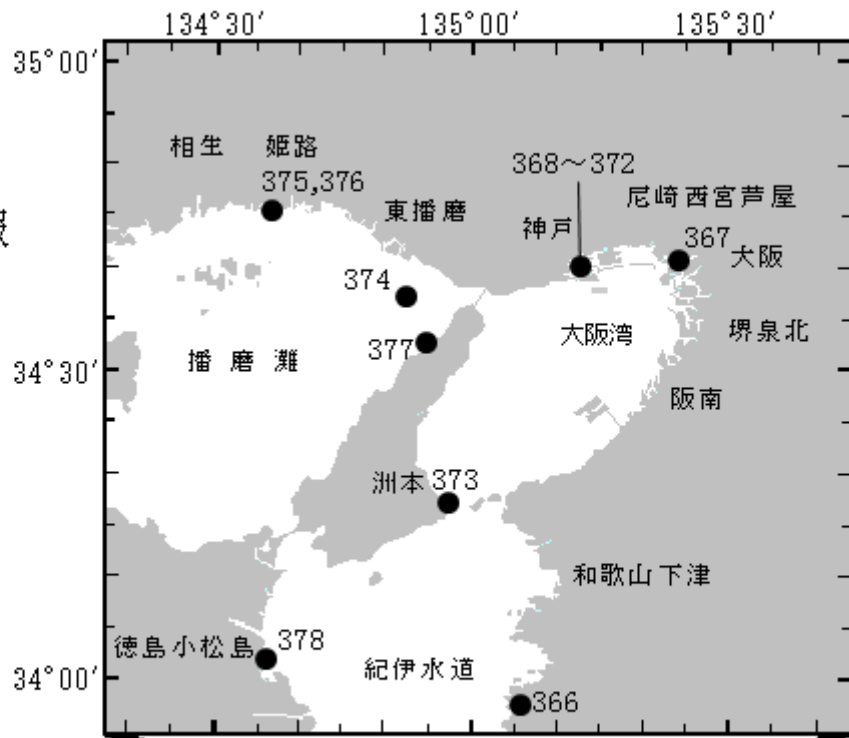 134°30′
135°00′
135°30′
35°00′
相生
姫路
375,376
368～372
尼崎西宮芦屋
東播磨
神戸
367
大阪
374
377
播磨灘
大阪湾
堺泉北
34°30′
阪南
洲本
373
和歌山下津
徳島小松島
378
紀伊水道
34°00′
366